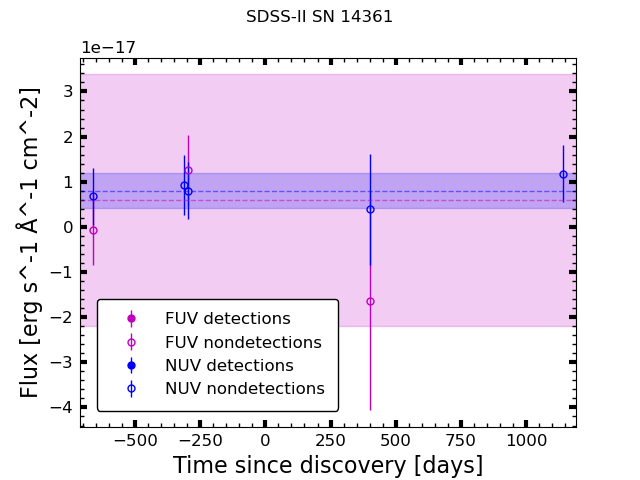 SDSS-II SN 14361
1e−17
3
2
1
0
−1
−2
−3
−4
Flux [erg s^-1 Å^-1 cm^-2]
FUV detections
FUV nondetections
NUV detections
NUV nondetections
−500 −250 0 250 500 750 1000
Time since discovery [days]